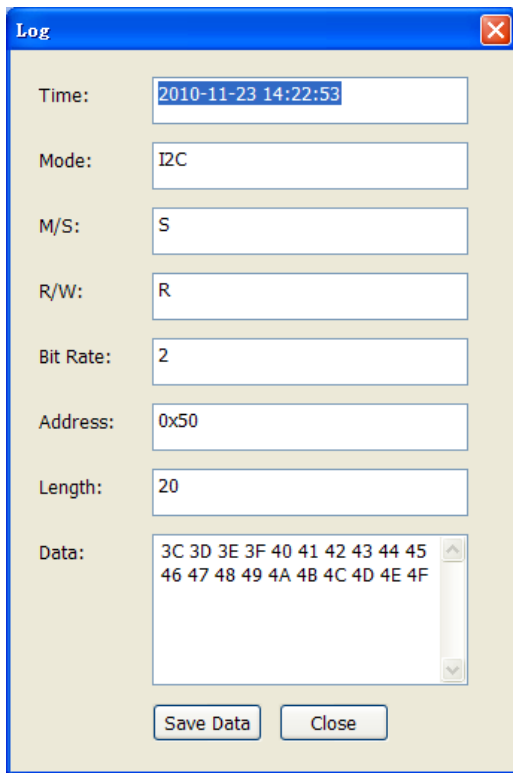 Log
Time: 2010-11-23 14:22:53
Mode: I2C
M/S: S
R/W: R
Bit Rate: 2
Address: 0x50
Length: 20
Data: 3C 3D 3E 3F 40 41 42 43 44 45
46 47 48 49 4A 4B 4C 4D 4E 4F
Save Data Close